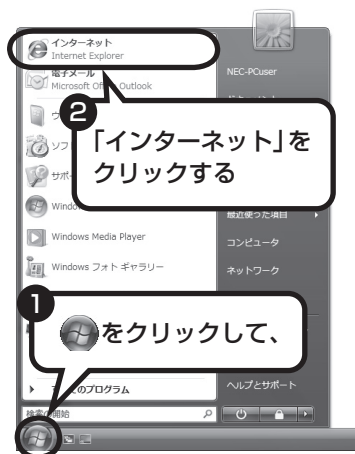 インターネット
Internet Explorer
電子メール
Microsoft Outlook
NEC-PCuser
❷
「インターネット」を
クリックする
最近使った項目
Windows Media Player
コンピュータ
Windows フォト ギャラリー
ネットワーク
❶
をクリックして、
プログラム
ヘルプとサポート
検索の開始